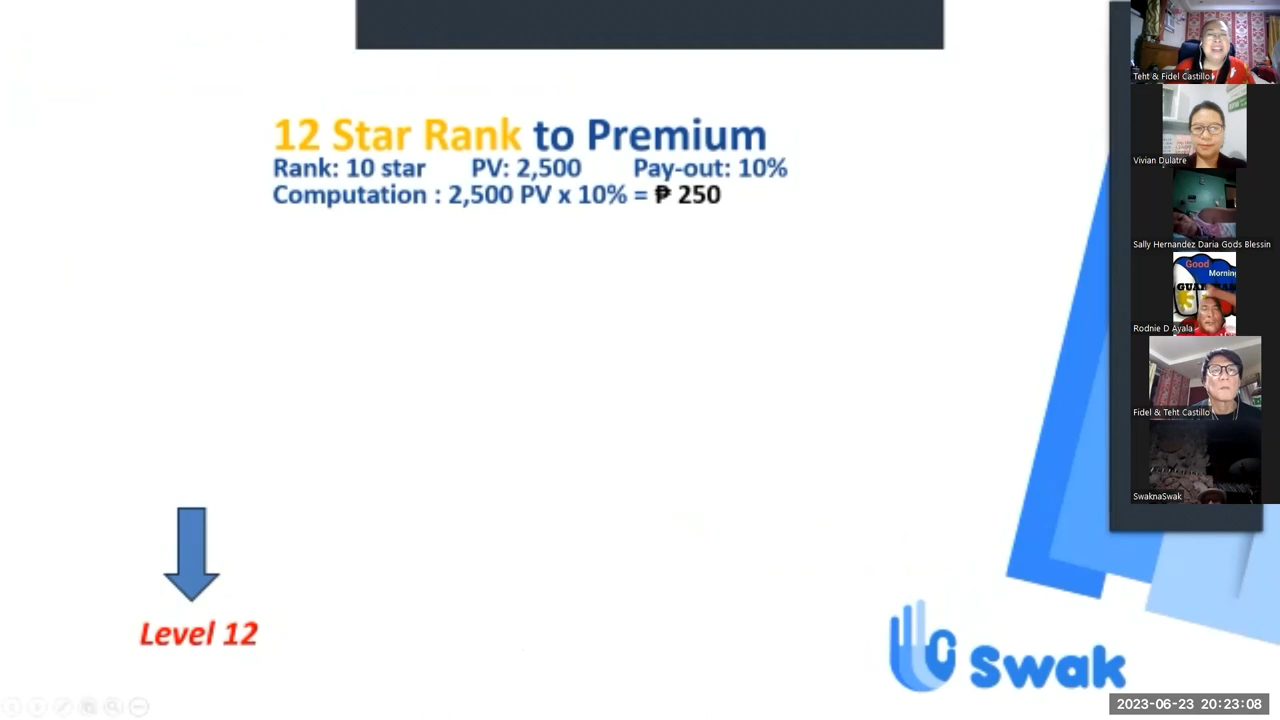 12 Star Rank to Premium
Rank: 10 star PV: 2,500 Pay-out: 10%
Computation : 2,500 PV x 10% = ₱ 250
Level 12
Swak
Teht & Fidel Castillo
Vivian Dulatre
Sally Hernandez Daria Gods Blessin
Good
Morning
Rodnie D Ayala
Fidel & Teht Castillo
SwaknaSwak
2023-06-23 20:23:08